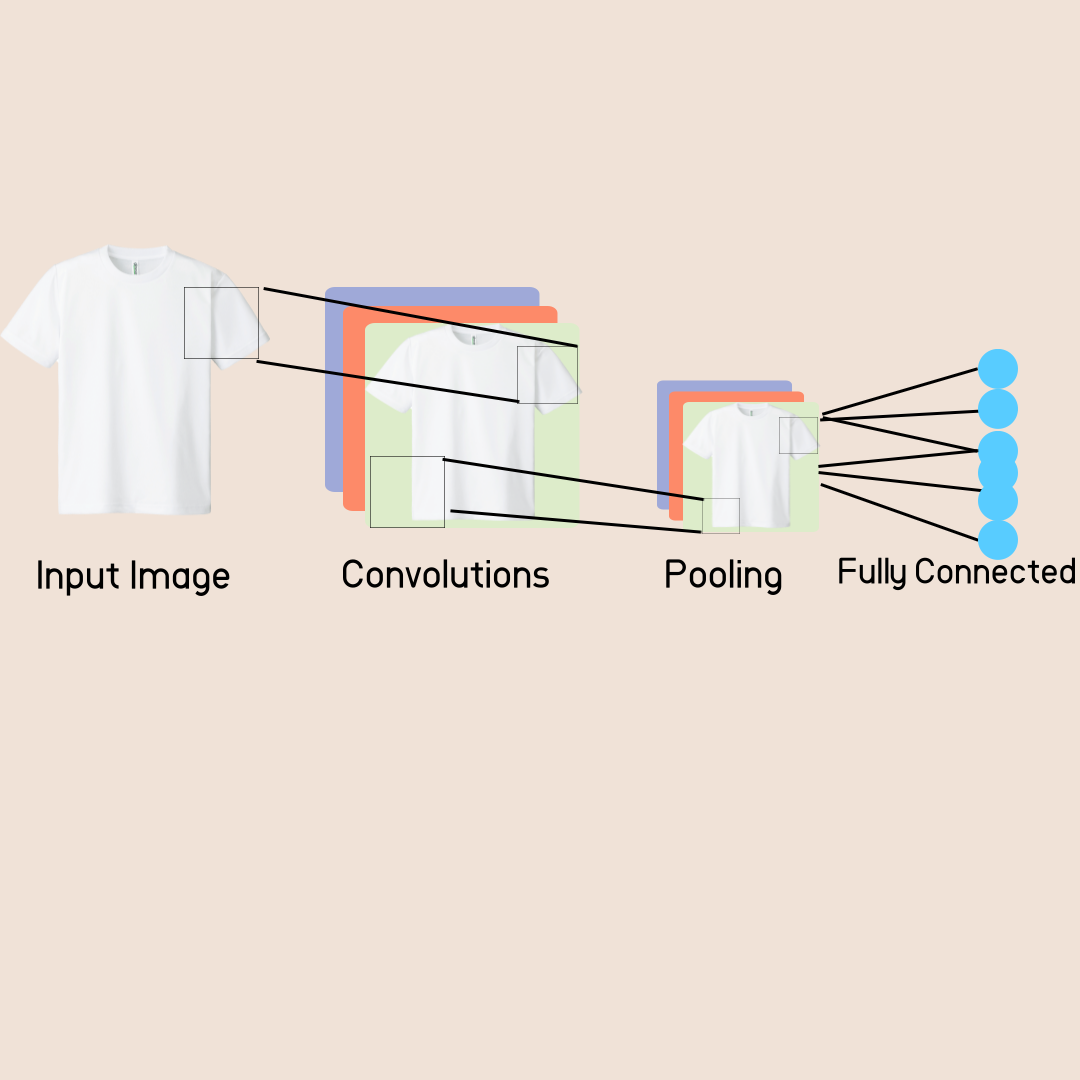 Input Image
Convolutions
Pooling
Fully Connected